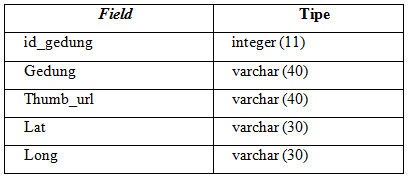 Field Tipe
id_gedung integer (11)
Gedung varchar (40)
Thumb_url varchar (40)
Lat varchar (30)
Long varchar (30)